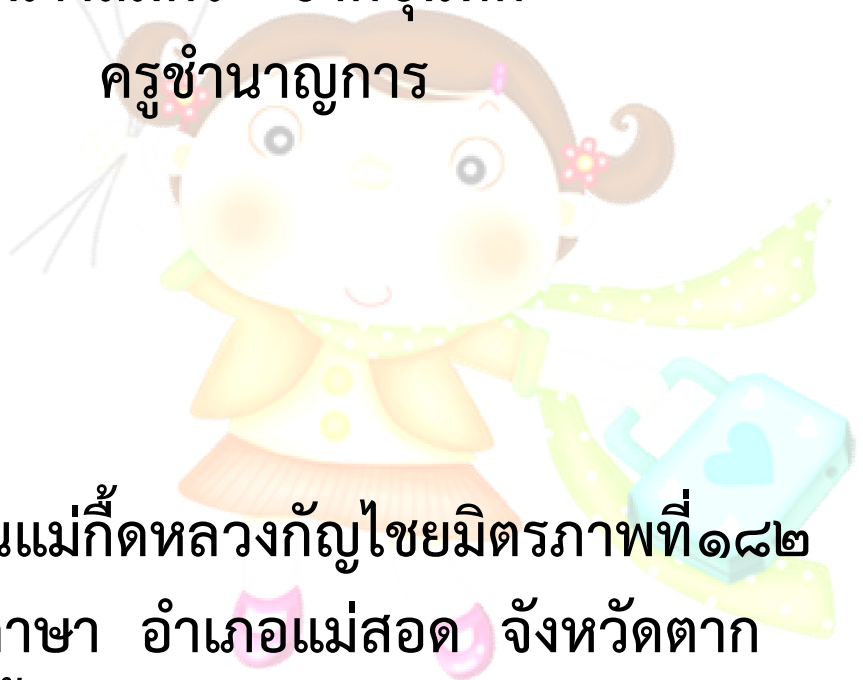 ครูชำนาญการ
นแม่กื้ดหลวงกัญไชยมิตรภาพที่๑๘๒
าษา อำเภอแม่สอด จังหวัดตาก